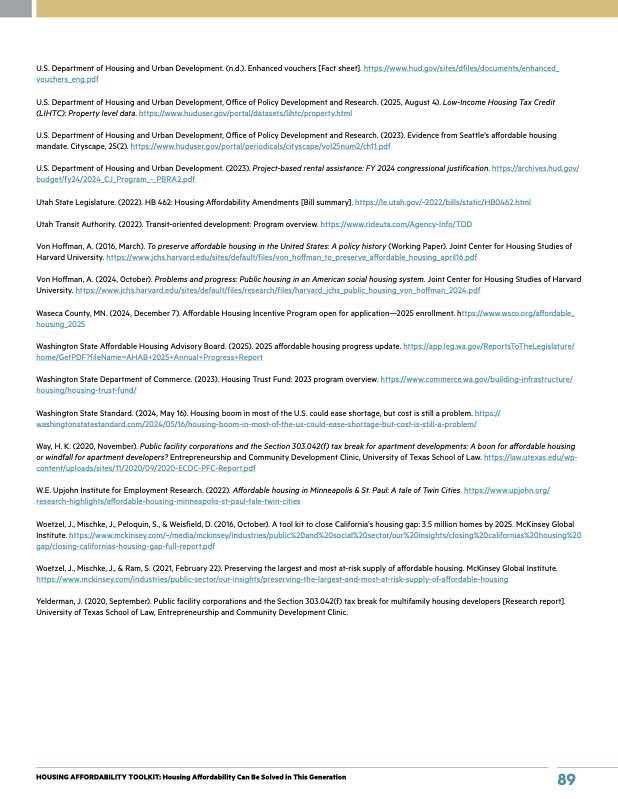 U.S. Department of Housing and Urban Development. (n.d.). Enhanced vouchers [Fact sheet]. https://www.hud.gov/sites/dfiles/documents/enhanced_
vouchers_eng.pdf
U.S. Department of Housing and Urban Development, Office of Policy Development and Research. (2025, August 4). Low-Income Housing Tax Credit
(LIHTC): Property level data. https://www.huduser.gov/portal/datasets/lihtc/property.html
U.S. Department of Housing and Urban Development, Office of Policy Development and Research. (2023). Evidence from Seattle's affordable housing
mandate. Cityscape, 25(2). https://www.huduser.gov/portal/periodicals/cityscape/vol25num2/ch11.pdf
U.S. Department of Housing and Urban Development. (2023). Project-based rental assistance: FY 2024 congressional justification. https://archives.hud.gov/
budget/fy24/2024_CJ_Program_-_PBRA2.pdf
Utah State Legislature. (2022). HB 462: Housing Affordability Amendments [Bill summary]. https://le.utah.gov/~2022/bills/static/HB0462.html
Utah Transit Authority. (2022). Transit-oriented development: Program overview. https://www.rideuta.com/Agency-Info/TOD
Von Hoffman, A. (2016, March). To preserve affordable housing in the United States: A policy history (Working Paper). Joint Center for Housing Studies of
Harvard University. https://www.jchs.harvard.edu/sites/default/files/von_hoffman_to_preserve_affordable_housing_april16.pdf
Von Hoffman, A. (2024, October). Problems and progress: Public housing in an American social housing system. Joint Center for Housing Studies of Harvard
University. https://www.jchs.harvard.edu/sites/default/files/research/files/harvard_jchs_public_housing_von_hoffman_2024.pdf
Waseca County, MN. (2024, December 7). Affordable Housing Incentive Program open for application—2025 enrollment. https://www.wsco.org/affordable_
housing_2025
Washington State Affordable Housing Advisory Board. (2025). 2025 affordable housing progress update. https://app.leg.wa.gov/ReportsToTheLegislature/
home/GetPDF?fileName=AHAB+2025+Annual+Progress+Report
Washington State Department of Commerce. (2023). Housing Trust Fund: 2023 program overview. https://www.commerce.wa.gov/building-infrastructure/
housing/housing-trust-fund/
Washington State Standard. (2024, May 16). Housing boom in most of the U.S. could ease shortage, but cost is still a problem. https://
washingtonstatestandard.com/2024/05/16/housing-boom-in-most-of-the-us-could-ease-shortage-but-cost-is-still-a-problem/
Way, H. K. (2020, November). Public facility corporations and the Section 303.042(f) tax break for apartment developments: A boon for affordable housing
or windfall for apartment developers? Entrepreneurship and Community Development Clinic, University of Texas School of Law. https://law.utexas.edu/wp-
content/uploads/sites/11/2020/09/2020-ECDC-PFC-Report.pdf
W.E. Upjohn Institute for Employment Research. (2022). Affordable housing in Minneapolis & St. Paul: A tale of Twin Cities. https://www.upjohn.org/
research-highlights/affordable-housing-minneapolis-st-paul-tale-twin-cities
Woetzel, J., Mischke, J., Peloquin, S., & Weisfield, D. (2016, October). A tool kit to close California's housing gap: 3.5 million homes by 2025. McKinsey Global
Institute. https://www.mckinsey.com/~/media/mckinsey/industries/public%20and%20social%20sector/our%20insights/closing%20californias%20housing%20
gap/closing-californias-housing-gap-full-report.pdf
Woetzel, J., Mischke, J., & Ram, S. (2021, February 22). Preserving the largest and most at-risk supply of affordable housing. McKinsey Global Institute.
https://www.mckinsey.com/industries/public-sector/our-insights/preserving-the-largest-and-most-at-risk-supply-of-affordable-housing
Yelderman, J. (2020, September). Public facility corporations and the Section 303.042(f) tax break for multifamily housing developers [Research report].
University of Texas School of Law, Entrepreneurship and Community Development Clinic.
HOUSING AFFORDABILITY TOOLKIT: Housing Affordability Can Be Solved in This Generation
89